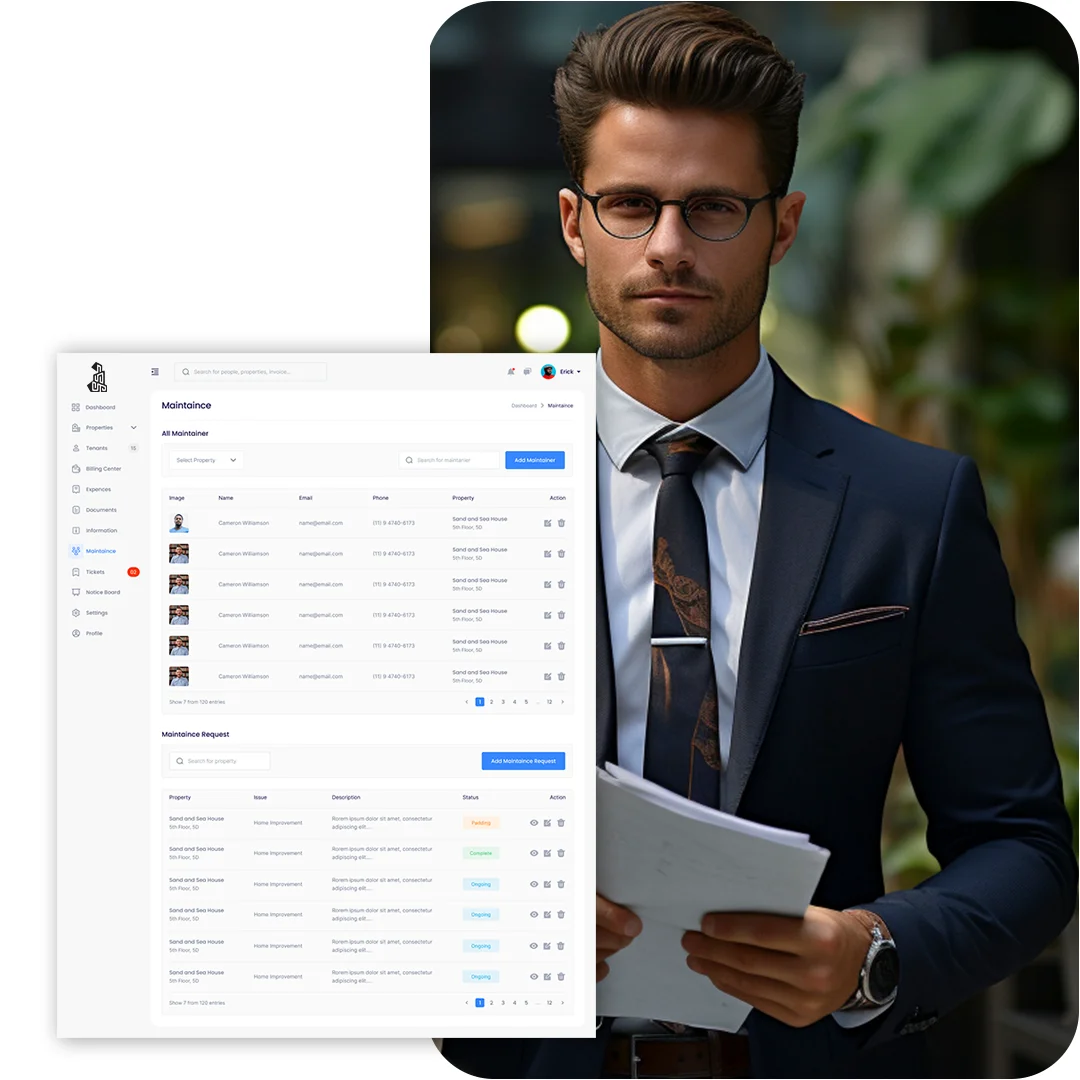 Search for people, properties, invoice...
Erick
Dashboard
Properties
Tenants 15
Billing Center
Expences
Documents
Information
Maintaince
Tickets
Notice Board
Settings
Profile
Maintaince
Dashboard > Maintaince
All Maintainer
Select Property
Search for maintainer
Add Maintainer
Image Name Email Phone Property Action
Cameron Williamson name@email.com (11) 9 4740-6173 Sand and Sea House
5th Floor, 5D
Cameron Williamson name@email.com (11) 9 4740-6173 Sand and Sea House
5th Floor, 5D
Cameron Williamson name@email.com (11) 9 4740-6173 Sand and Sea House
5th Floor, 5D
Cameron Williamson name@email.com (11) 9 4740-6173 Sand and Sea House
5th Floor, 5D
Cameron Williamson name@email.com (11) 9 4740-6173 Sand and Sea House
5th Floor, 5D
Cameron Williamson name@email.com (11) 9 4740-6173 Sand and Sea House
5th Floor, 5D
Show 7 from 120 entries
< 1 2 3 4 5 ... 12 >
Maintaince Request
Search for property
Add Maintaince Request
Property Issue Description Status Action
Sand and Sea House Home Improvement Rorem ipsum dolor sit amet, consectetur Padding
5th Floor, 5D adipiscing elit....
Sand and Sea House Home Improvement Rorem ipsum dolor sit amet, consectetur Complete
5th Floor, 5D adipiscing elit....
Sand and Sea House Home Improvement Rorem ipsum dolor sit amet, consectetur Ongoing
5th Floor, 5D adipiscing elit....
Sand and Sea House Home Improvement Rorem ipsum dolor sit amet, consectetur Ongoing
5th Floor, 5D adipiscing elit....
Sand and Sea House Home Improvement Rorem ipsum dolor sit amet, consectetur Ongoing
5th Floor, 5D adipiscing elit....
Sand and Sea House Home Improvement Rorem ipsum dolor sit amet, consectetur Ongoing
5th Floor, 5D adipiscing elit....
Show 7 from 120 entries
< 1 2 3 4 5 ... 12 >